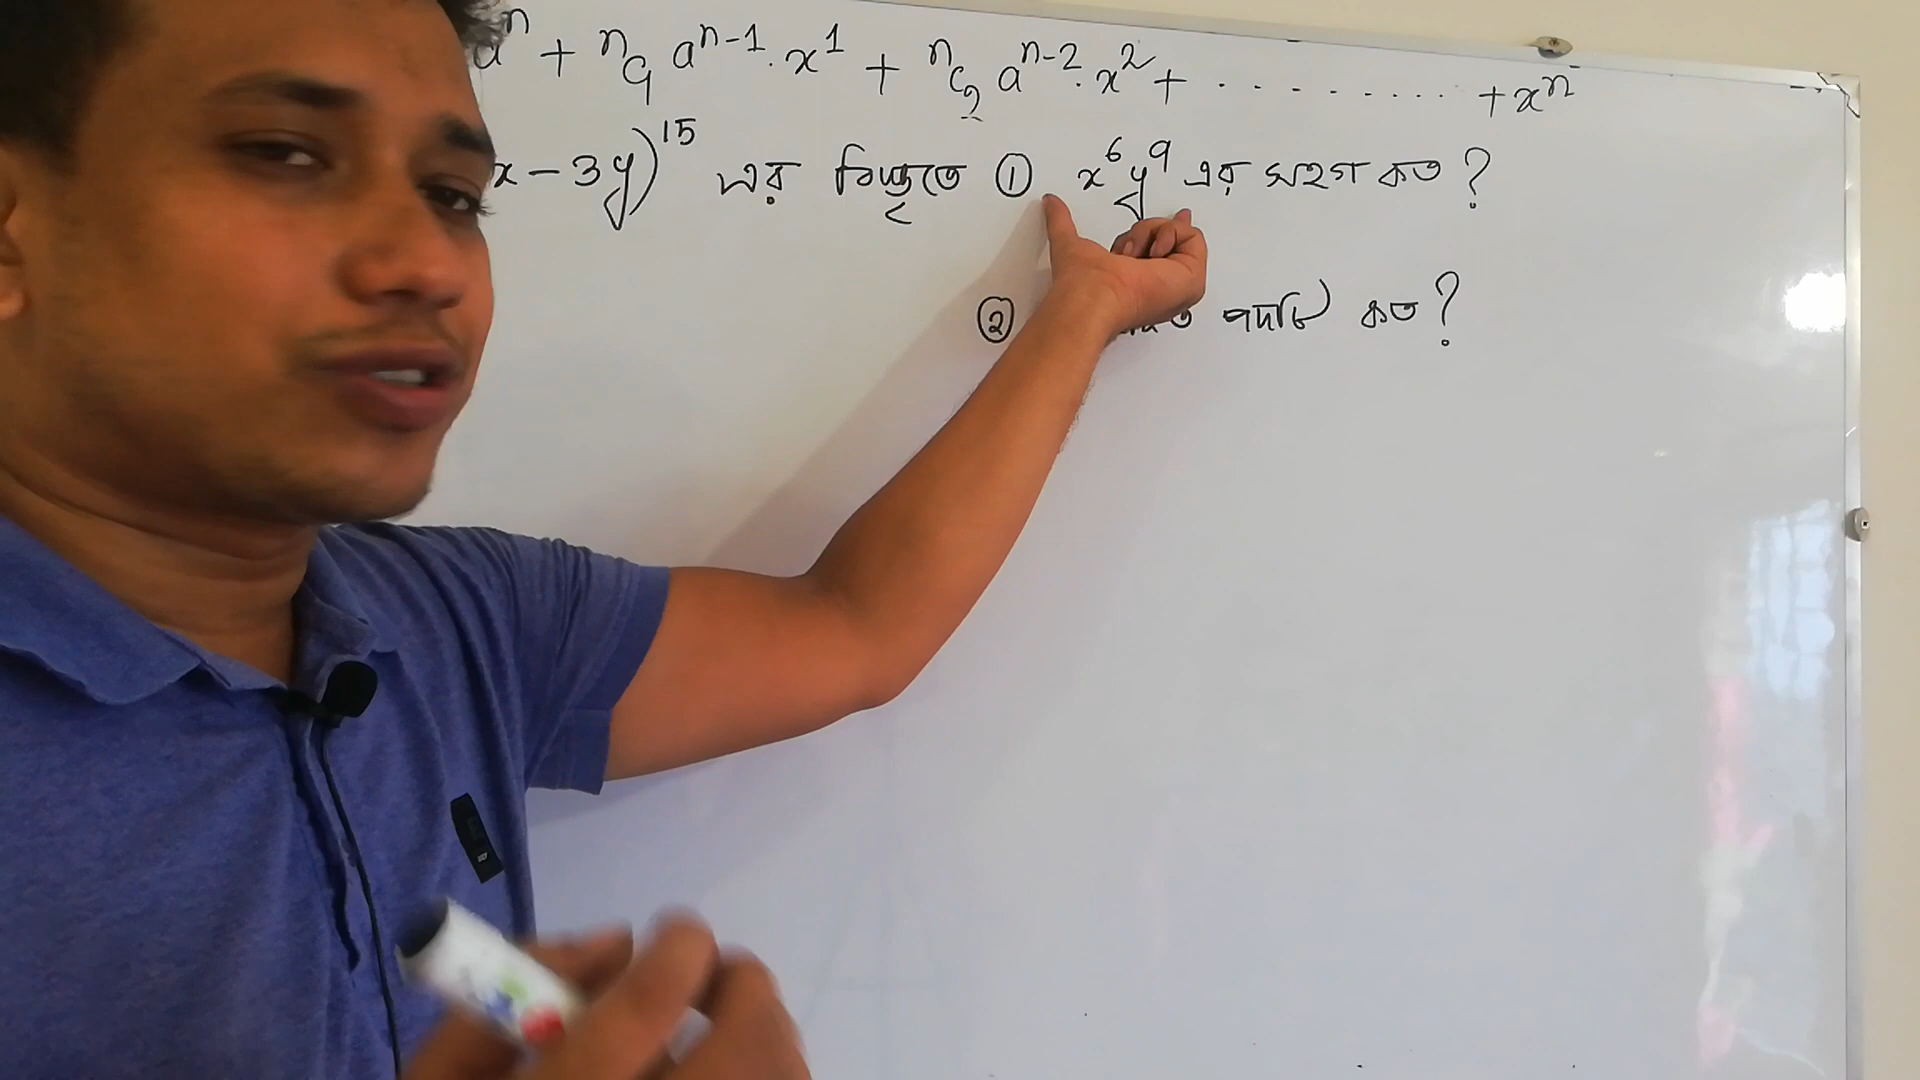 aⁿ + ⁿC₁ aⁿ⁻¹·x¹ + ⁿC₂ aⁿ⁻²·x² + ......... + xⁿ
x - 3y)¹⁵ এর বিস্তৃতিতে ① x⁶y⁹ এর সহগ কত ?
② পদটি কত ?